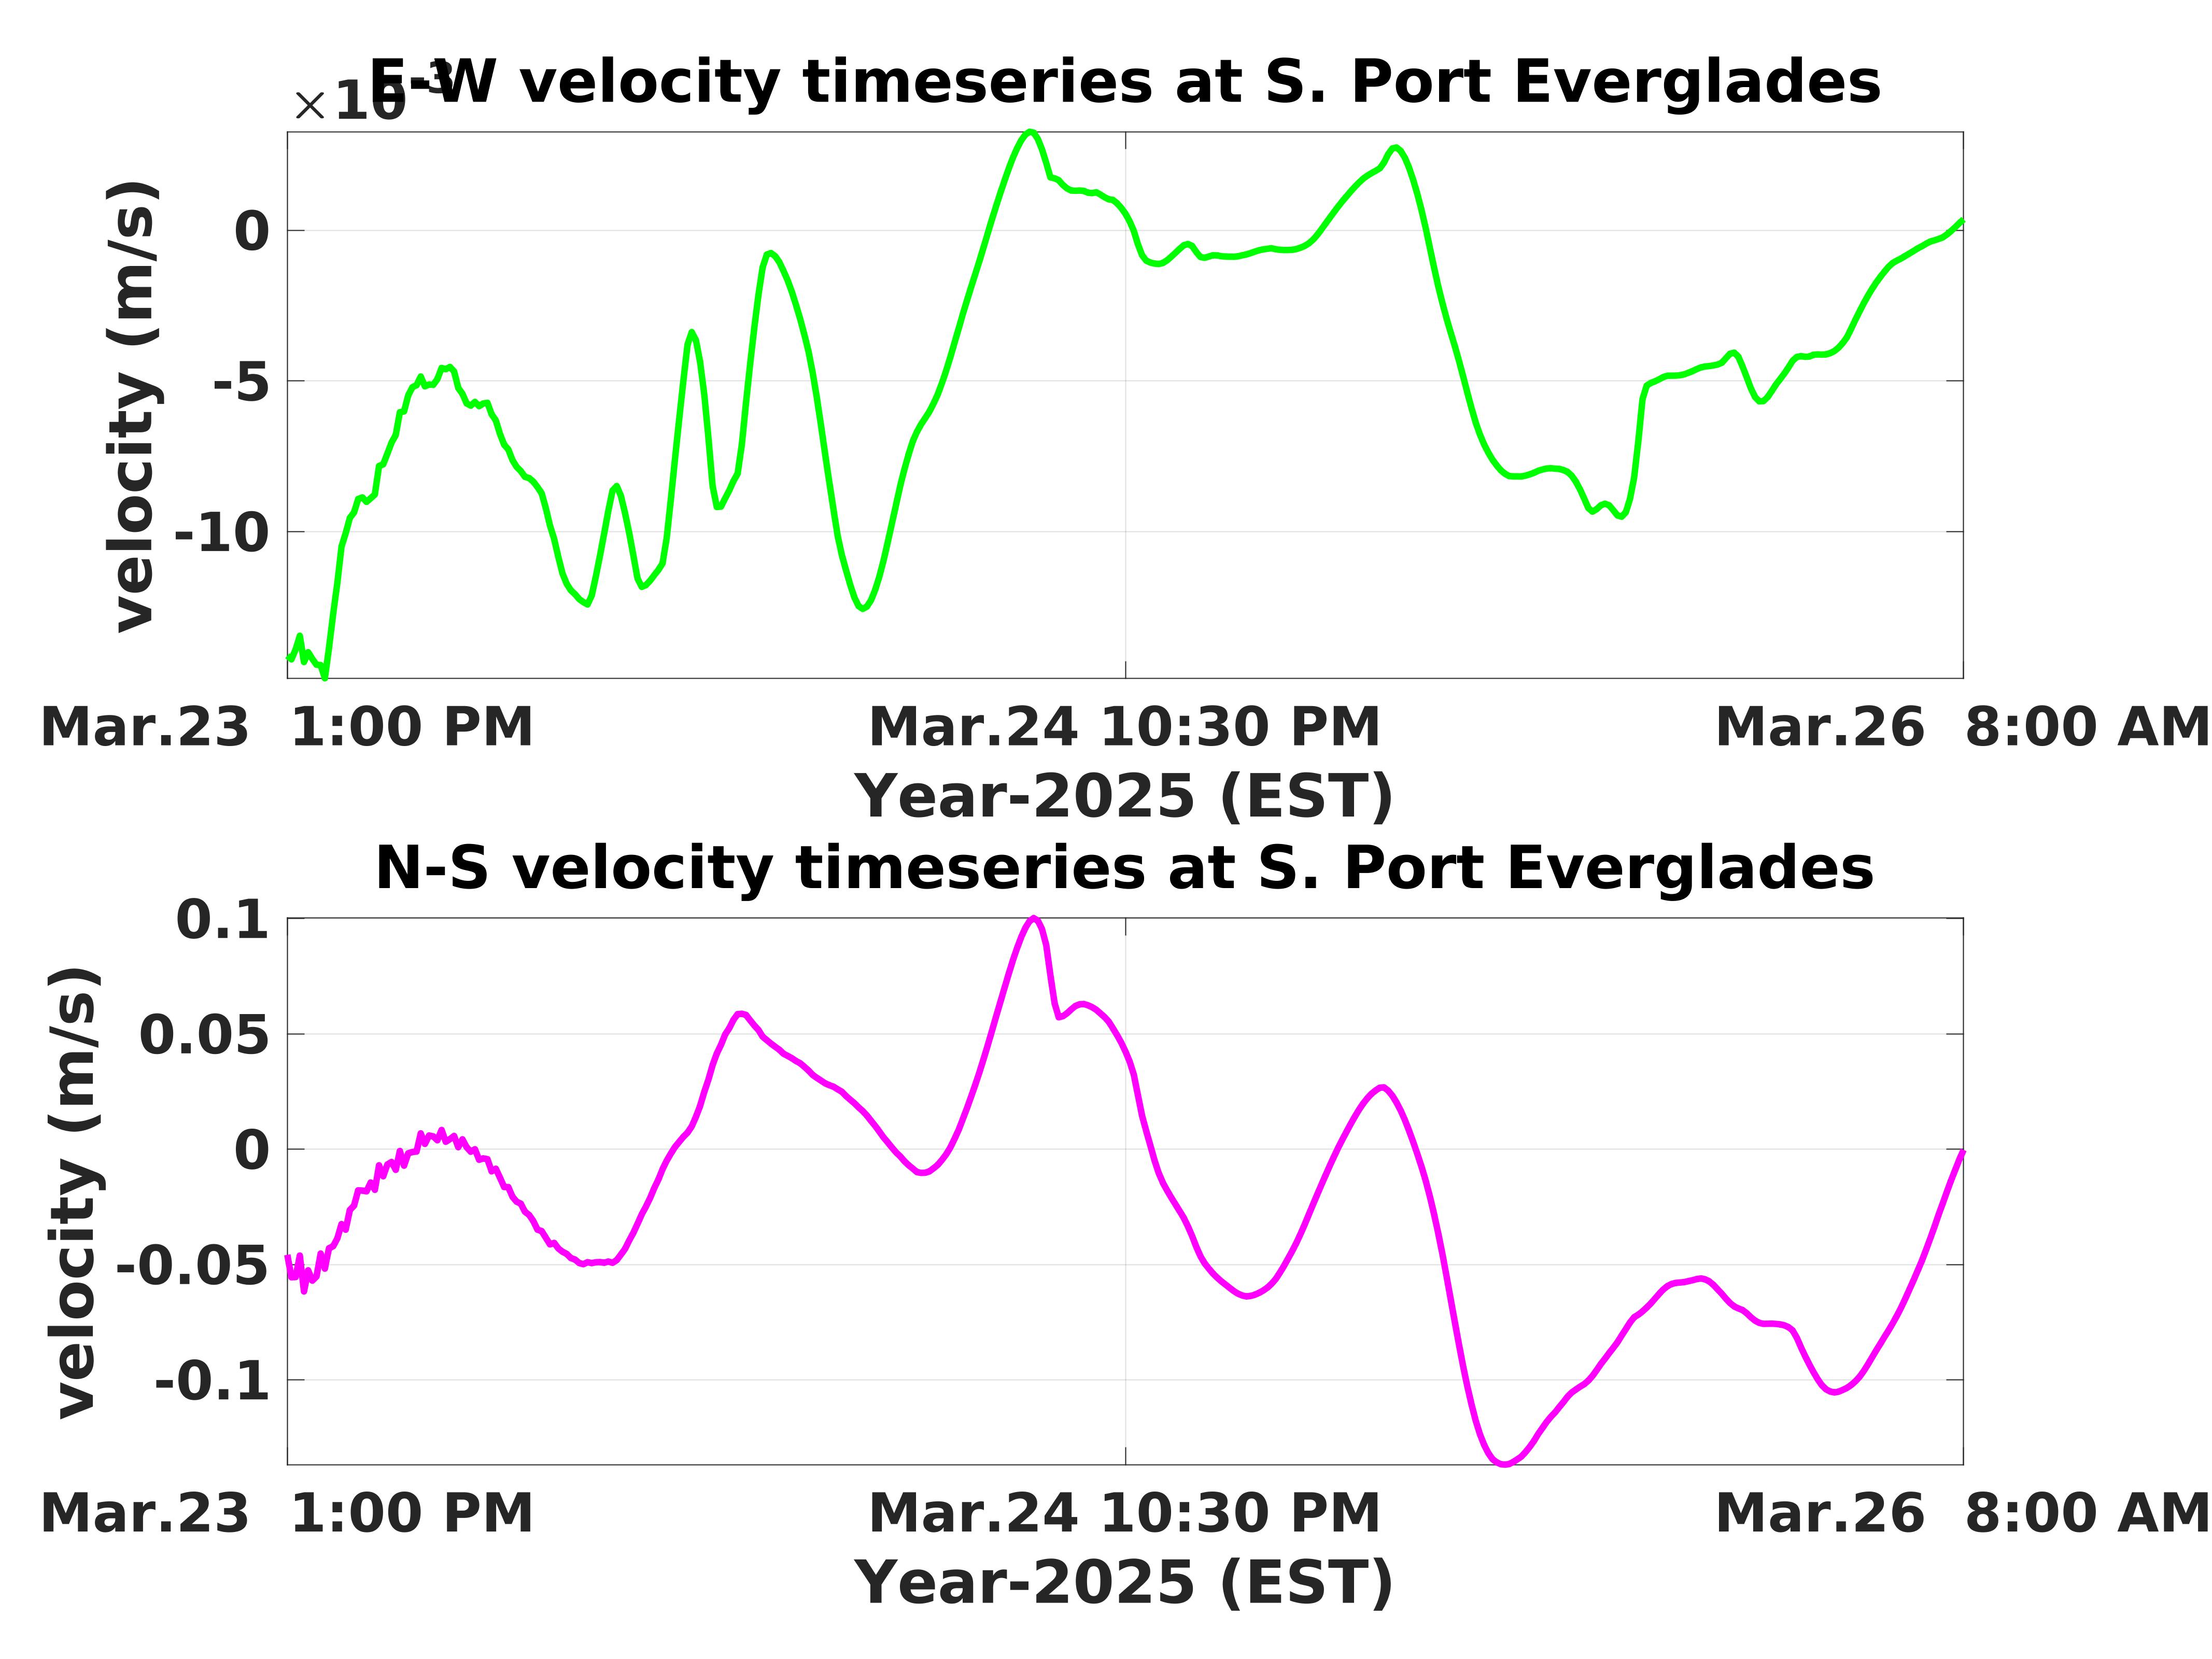 E-W velocity timeseries at S. Port Everglades
×10-3
velocity (m/s)
0
-5
-10
Mar.23 1:00 PM Mar.24 10:30 PM Mar.26 8:00 AM
Year-2025 (EST)
N-S velocity timeseries at S. Port Everglades
velocity (m/s)
0.1
0.05
0
-0.05
-0.1
Mar.23 1:00 PM Mar.24 10:30 PM Mar.26 8:00 AM
Year-2025 (EST)